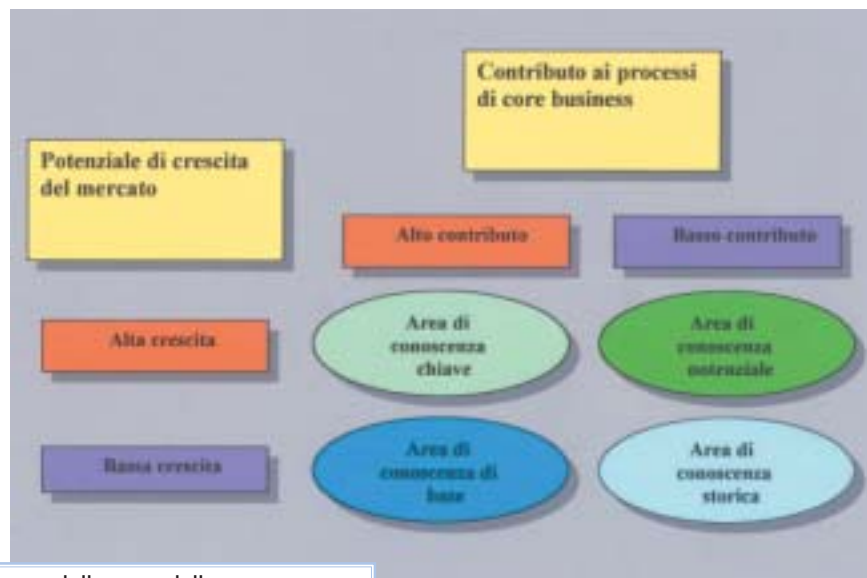 Contributo ai processi
di core business
Potenziale di crescita
del mercato
Alto contributo
Basso contributo
Alta crescita
Area di
conoscenza
chiave
Area di
conoscenza
potenziale
Bassa crescita
Area di
conoscenza di
base
Area di
conoscenza
storica